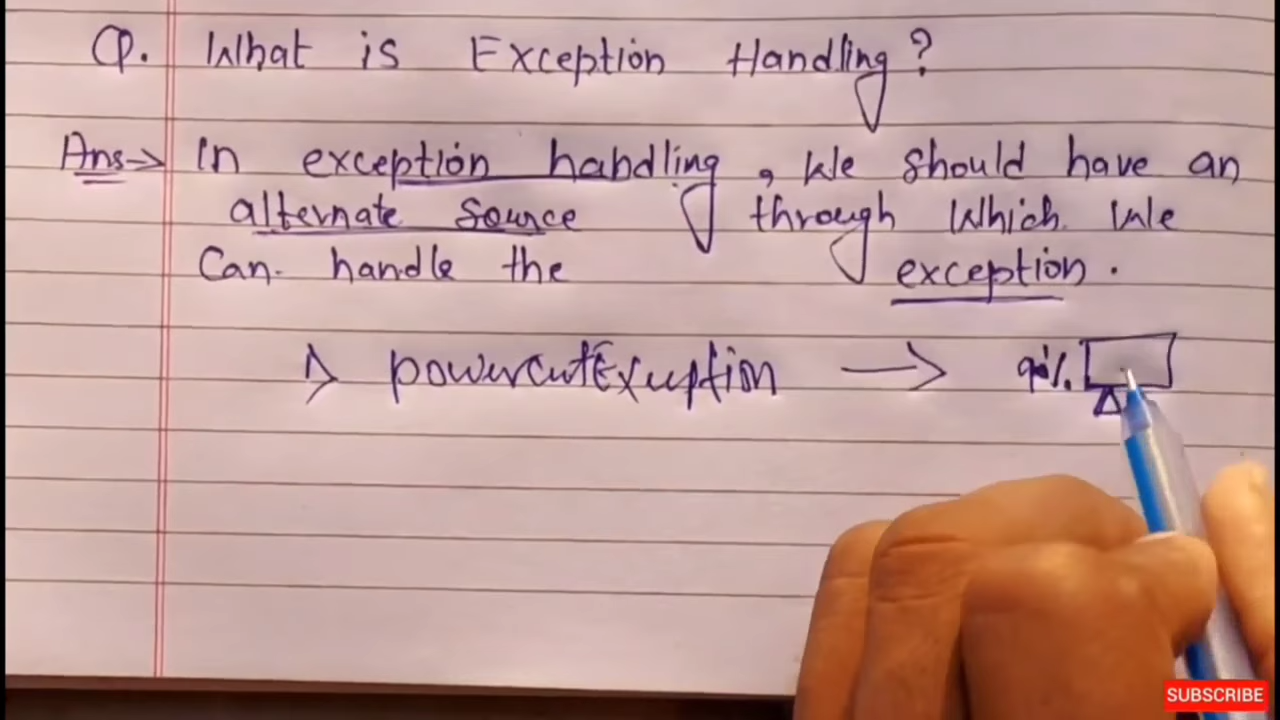 Q. What is Exception Handling?
Ans→ In exception handling, We should have an
alternate source through Which We
Can handle the exception.
powercutException → 90%
SUBSCRIBE